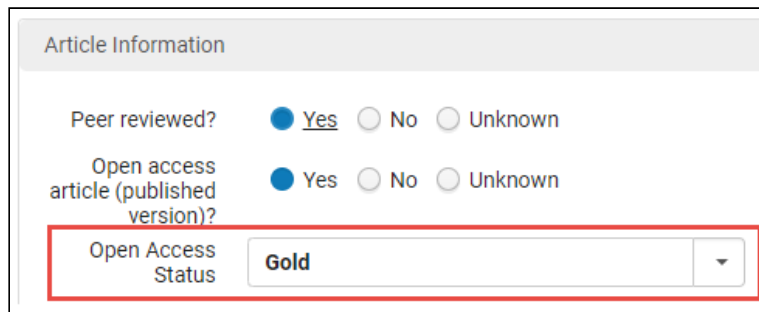 Article Information
Peer reviewed? Yes No Unknown
Open access
article (published Yes No Unknown
version)?
Open Access
Status Gold